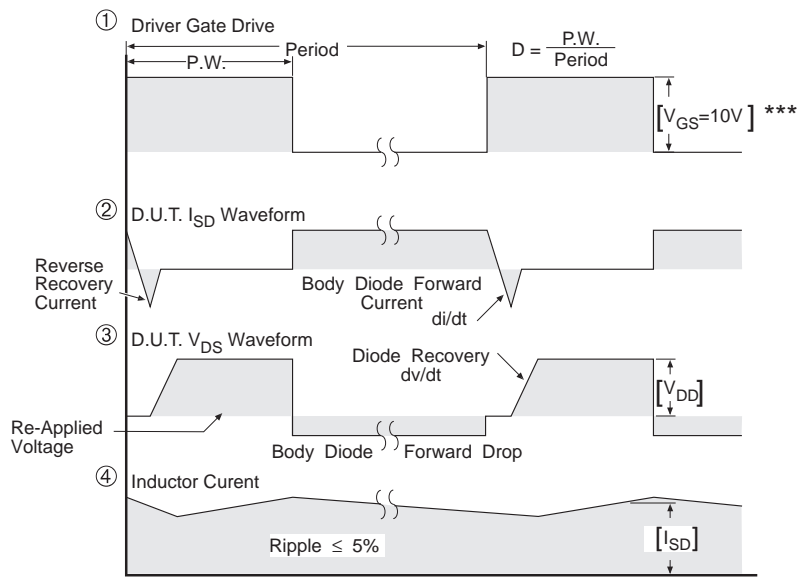 ① Driver Gate Drive
Period
P.W.
D = P.W. / Period
[VGS=10V] ***
② D.U.T. ISD Waveform
Reverse
Recovery
Current
Body Diode Forward
Current
di/dt
③ D.U.T. VDS Waveform
Diode Recovery
dv/dt
[VDD]
Re-Applied
Voltage
Body Diode Forward Drop
④ Inductor Curent
Ripple ≤ 5%
[ISD]